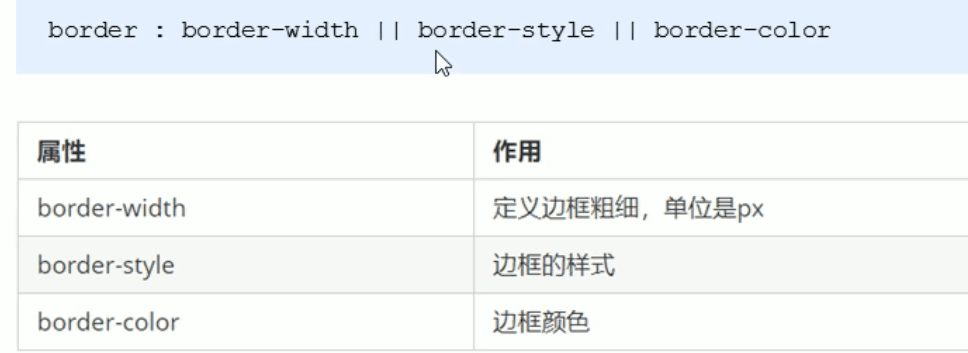 border : border-width || border-style || border-color
属性 作用
border-width 定义边框粗细，单位是px
border-style 边框的样式
border-color 边框颜色